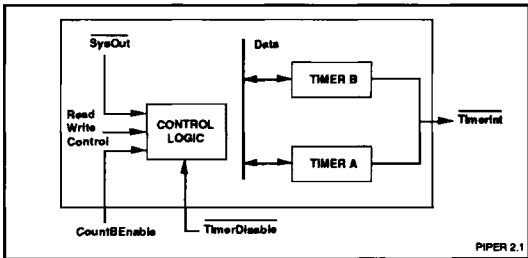 SysOut
Data
TIMER B
Read
Write
Control
CONTROL
LOGIC
TimerInt
TIMER A
CountBEnable
TimerDisable
PIPER 2.1